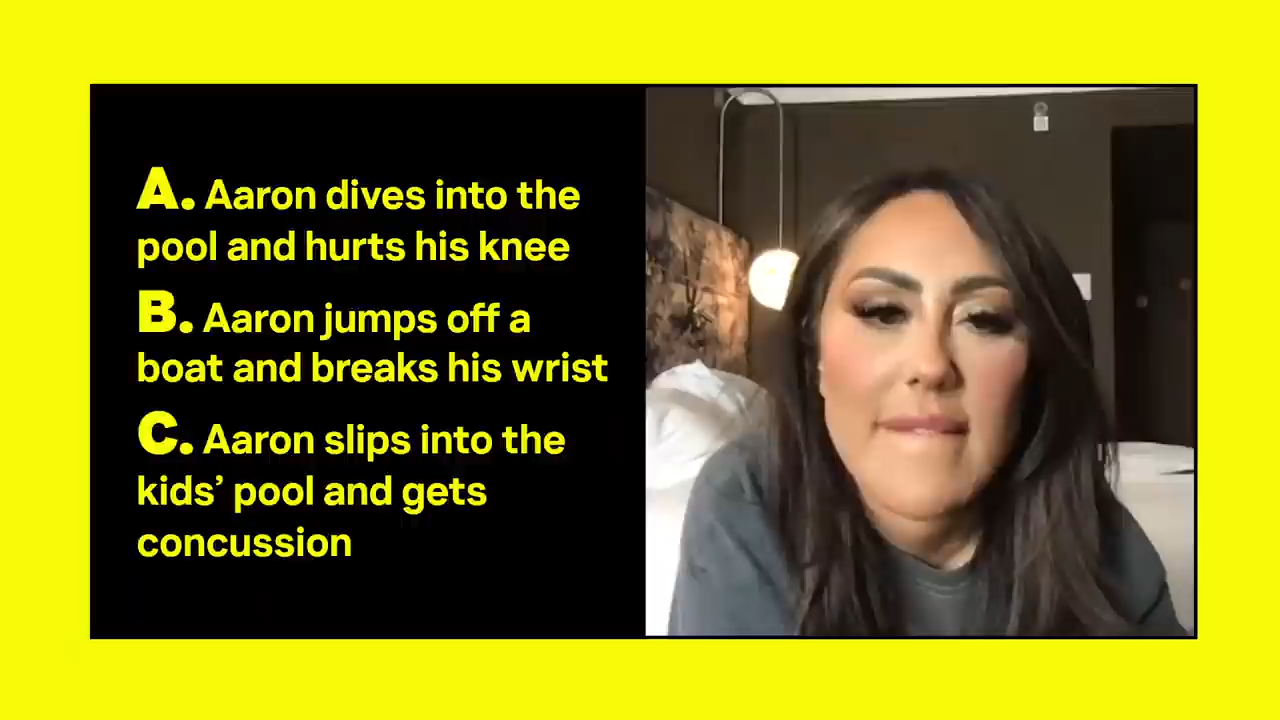 A. Aaron dives into the
pool and hurts his knee
B. Aaron jumps off a
boat and breaks his wrist
C. Aaron slips into the
kids’ pool and gets
concussion